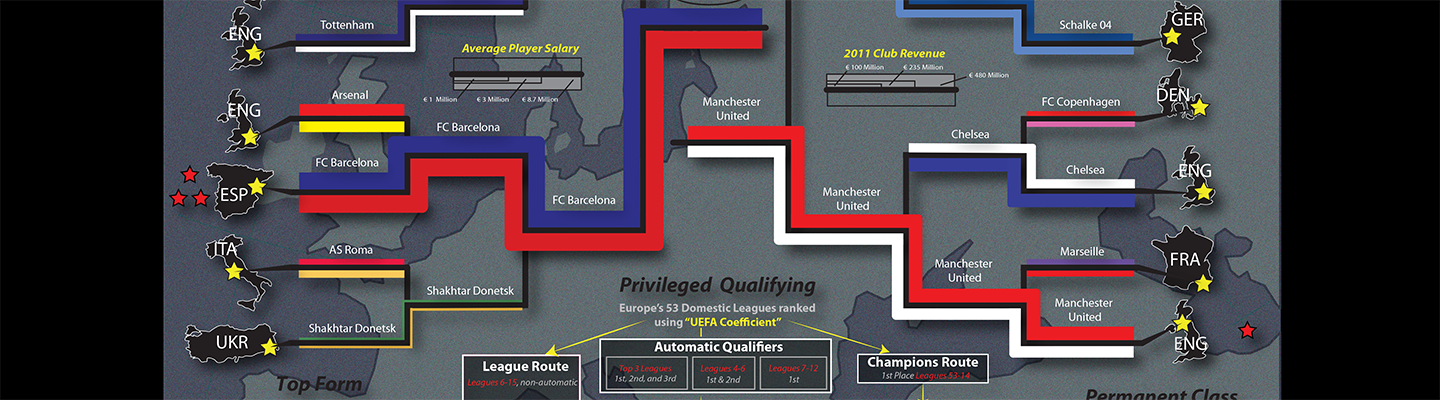 ENG
Tottenham
Average Player Salary
€ 1 Million
€ 3 Million
€ 8.7 Million
ENG
Arsenal
FC Barcelona
ESP
FC Barcelona
FC Barcelona
ITA
AS Roma
Shakhtar Donetsk
UKR
Shakhtar Donetsk
Top Form
Manchester
United
2011 Club Revenue
€ 100 Million
€ 235 Million
€ 480 Million
Schalke 04
GER
FC Copenhagen
DEN
Chelsea
Chelsea
ENG
Manchester
United
Marseille
FRA
Manchester
United
Manchester
United
ENG
Privileged Qualifying
Europe's 53 Domestic Leagues ranked
using "UEFA Coefficient"
League Route
Leagues 6-15, non-automatic
Automatic Qualifiers
Top 3 Leagues
1st, 2nd, and 3rd
Leagues 4-6
1st & 2nd
Leagues 7-12
1st
Champions Route
1st Place Leagues 53-14
Permanent Class